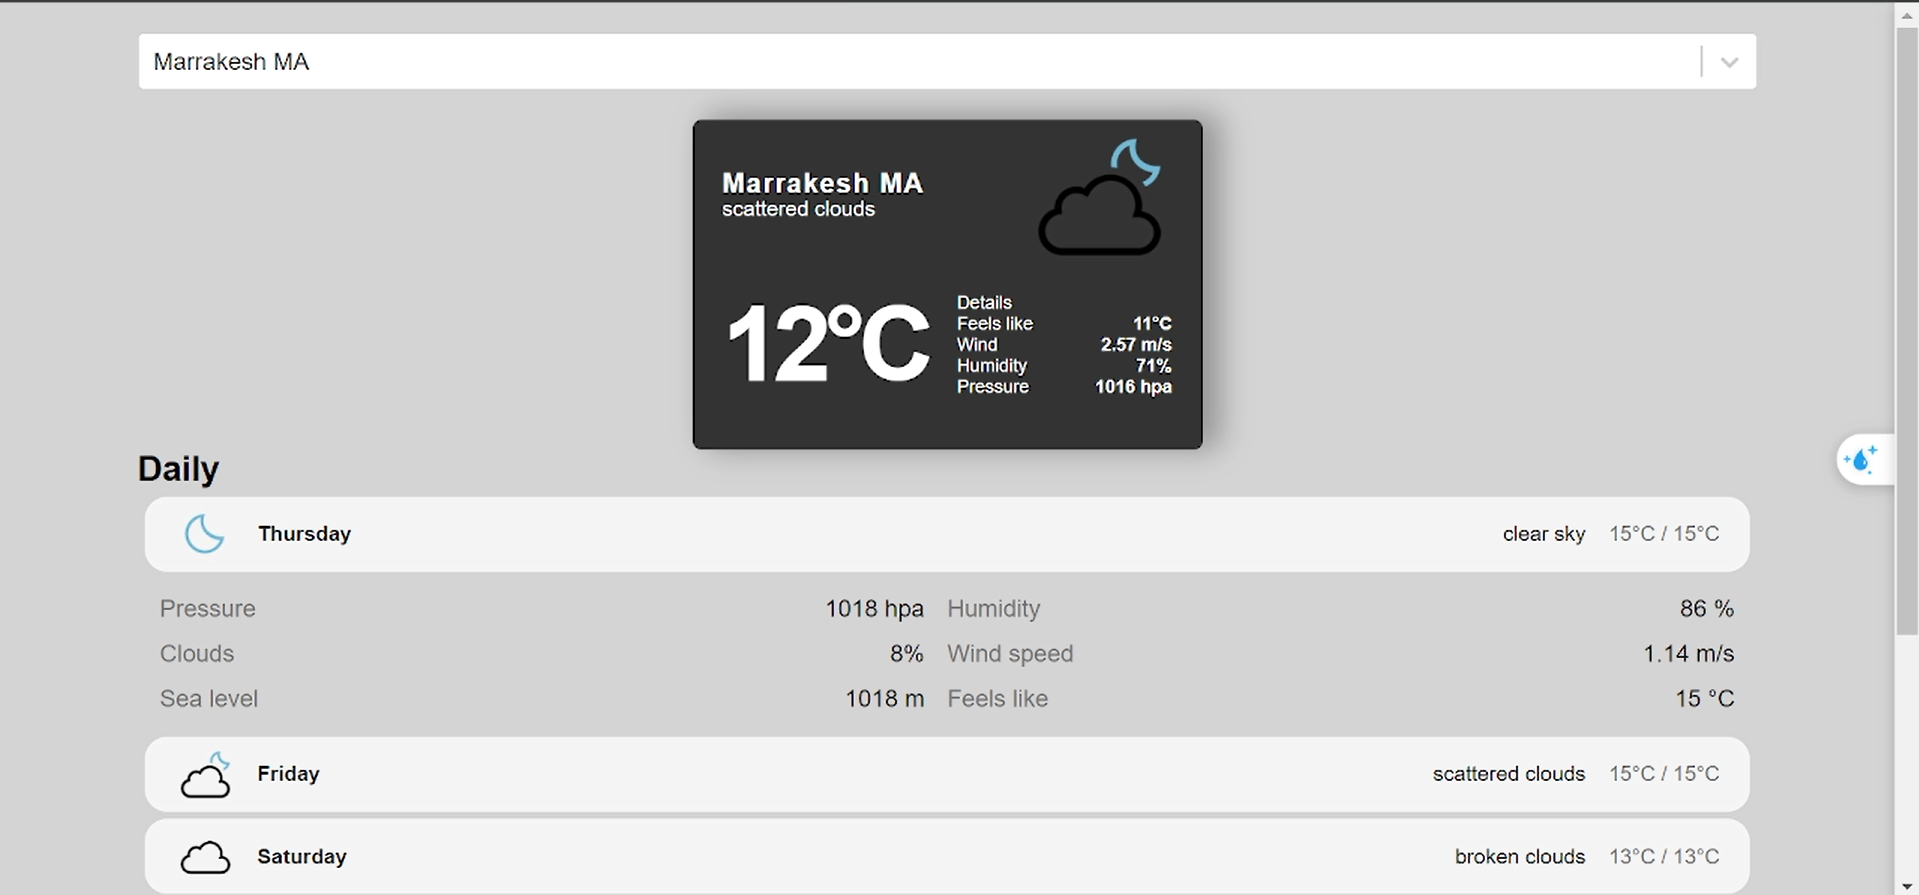 Marrakesh MA
Marrakesh MA
scattered clouds
12°C
Details
Feels like 11°C
Wind 2.57 m/s
Humidity 71%
Pressure 1016 hpa
Daily
Thursday clear sky 15°C / 15°C
Pressure 1018 hpa Humidity 86 %
Clouds 8% Wind speed 1.14 m/s
Sea level 1018 m Feels like 15 °C
Friday scattered clouds 15°C / 15°C
Saturday broken clouds 13°C / 13°C